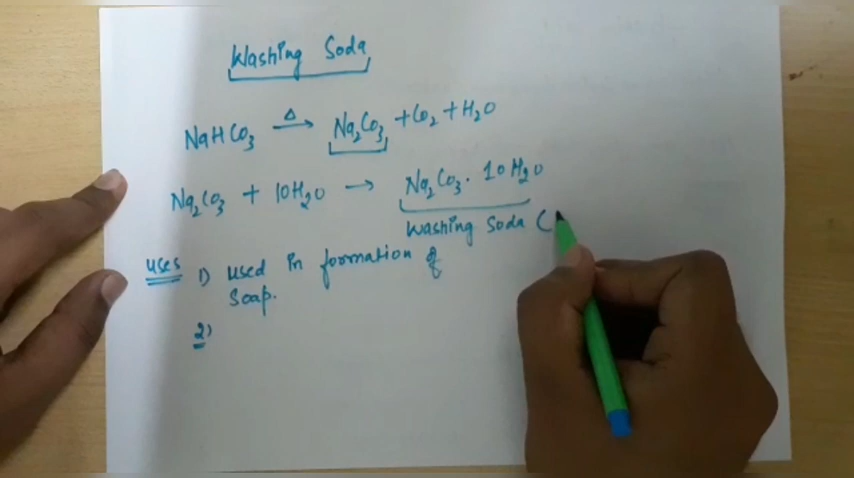 Washing Soda
NaHCO₃ —Δ→ Na₂CO₃ + CO₂ + H₂O
Na₂CO₃ + 10H₂O → Na₂CO₃. 10H₂O
Washing Soda (
Uses 1) used in formation of
Soap.
2)